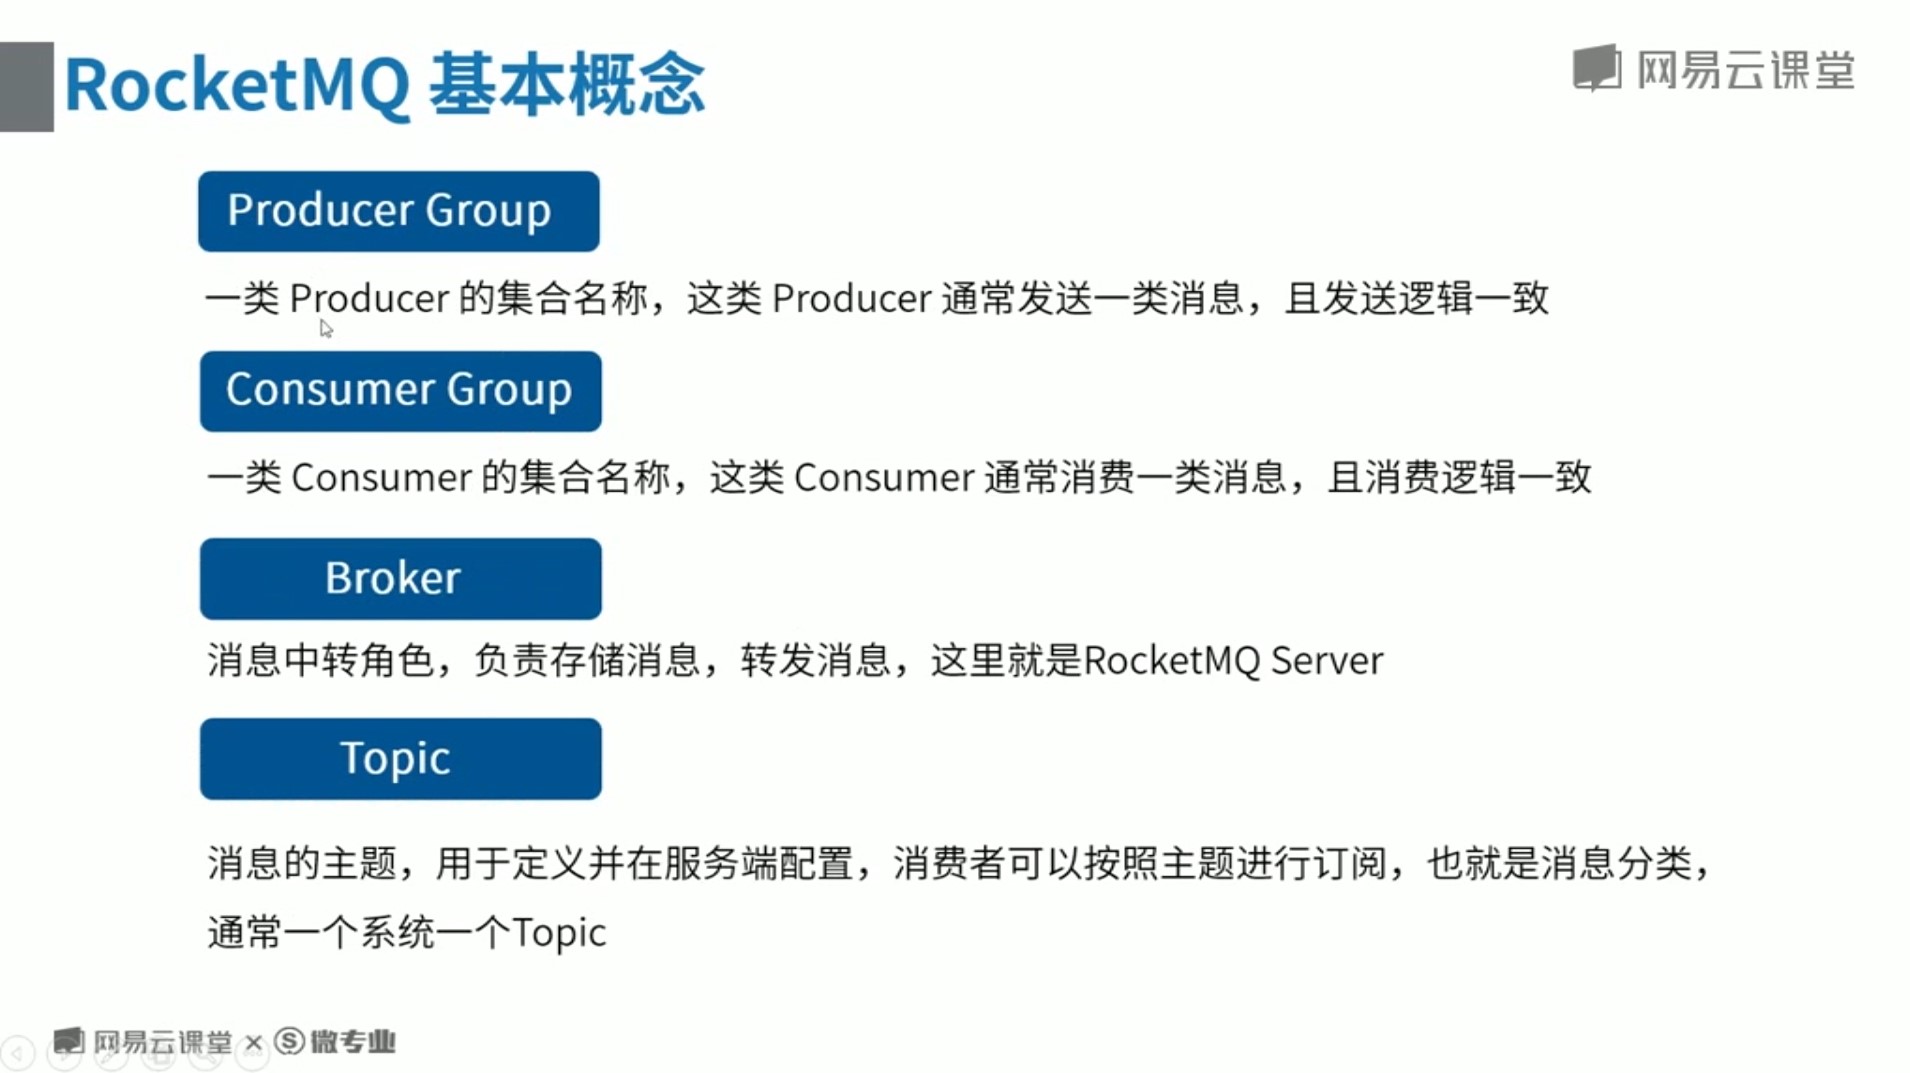 RocketMQ 基本概念
网易云课堂
Producer Group
一类 Producer 的集合名称，这类 Producer 通常发送一类消息，且发送逻辑一致
Consumer Group
一类 Consumer 的集合名称，这类 Consumer 通常消费一类消息，且消费逻辑一致
Broker
消息中转角色，负责存储消息，转发消息，这里就是RocketMQ Server
Topic
消息的主题，用于定义并在服务端配置，消费者可以按照主题进行订阅，也就是消息分类，
通常一个系统一个Topic
网易云课堂 × S 微专业